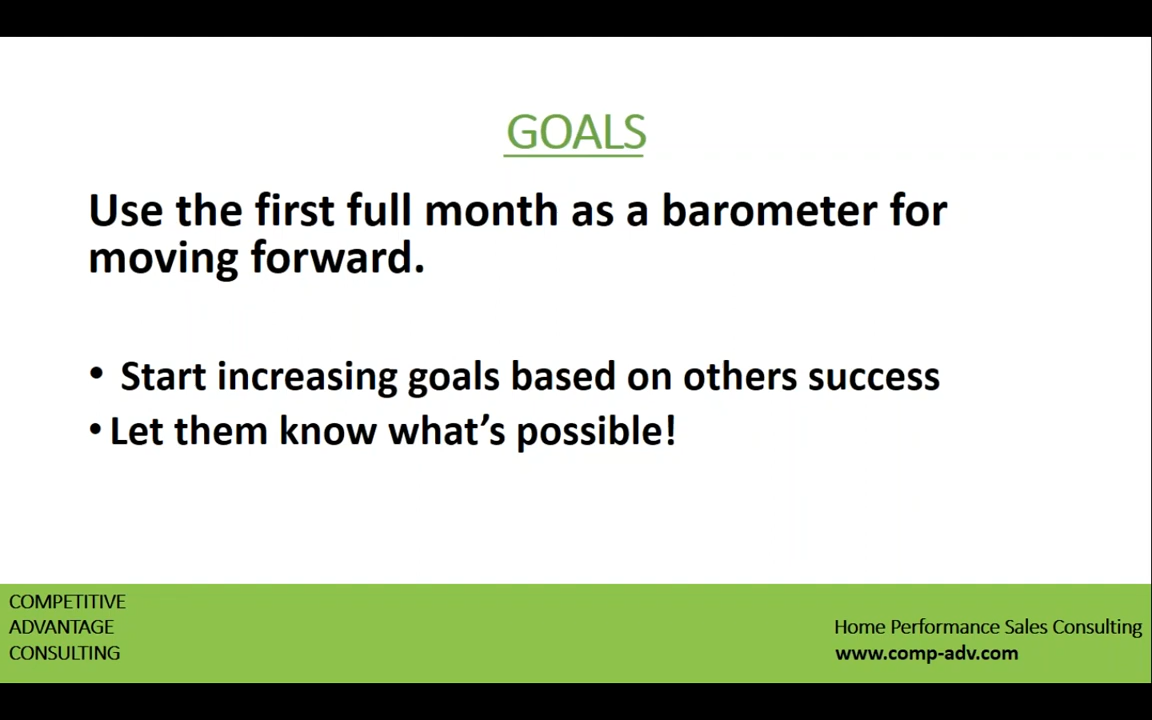 GOALS
Use the first full month as a barometer for
moving forward.
• Start increasing goals based on others success
• Let them know what’s possible!
COMPETITIVE
ADVANTAGE
CONSULTING
Home Performance Sales Consulting
www.comp-adv.com